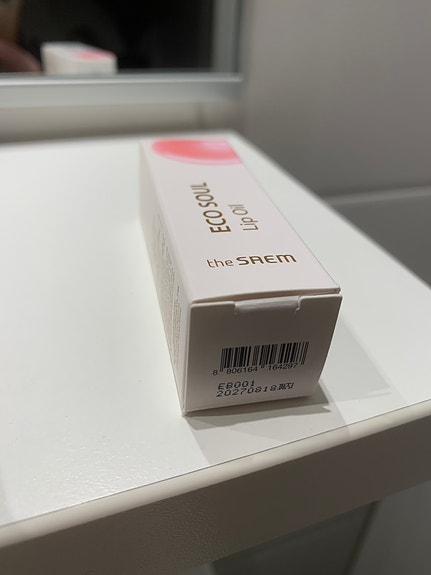 ECO SOUL
Lip Oil
the SAEM
8 806164 164297
EB001
20270818까지